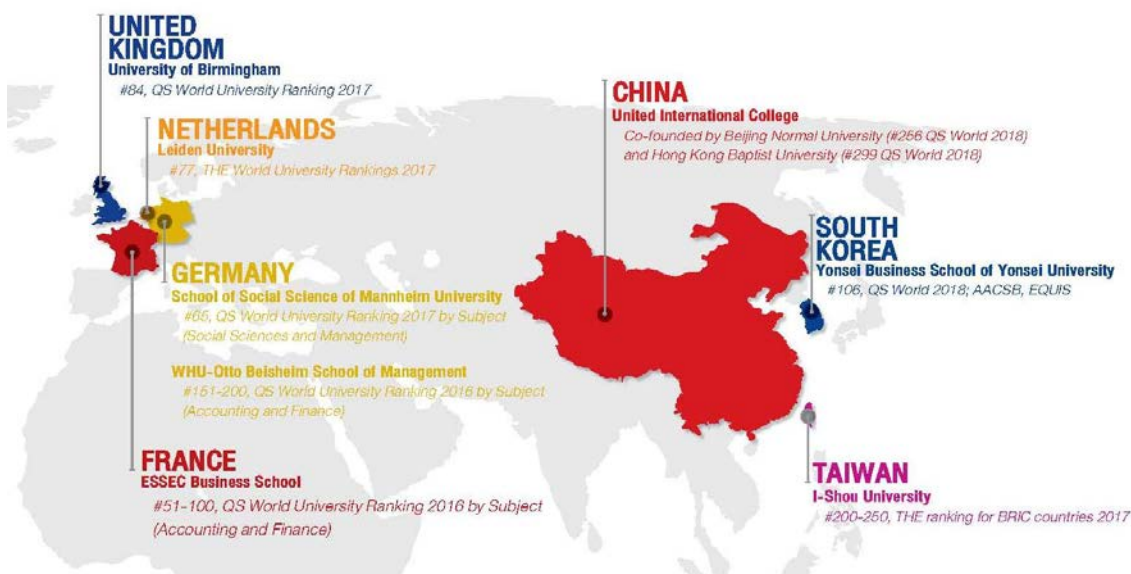 UNITED
KINGDOM
University of Birmingham
#84, QS World University Ranking 2017
NETHERLANDS
Leiden University
#77, THE World University Rankings 2017
GERMANY
School of Social Science of Mannheim University
#65, QS World University Ranking 2017 by Subject
(Social Sciences and Management)
WHU-Otto Beisheim School of Management
#151-200, QS World University Ranking 2016 by Subject
(Accounting and Finance)
FRANCE
ESSEC Business School
#51-100, QS World University Ranking 2016 by Subject
(Accounting and Finance)
CHINA
United International College
Co-founded by Beijing Normal University (#256 QS World 2018)
and Hong Kong Baptist University (#299 QS World 2018)
SOUTH
KOREA
Yonsei Business School of Yonsei University
#106, QS World 2018; AACSB, EQUIS
TAIWAN
I-Shou University
#200-250, THE ranking for BRIC countries 2017